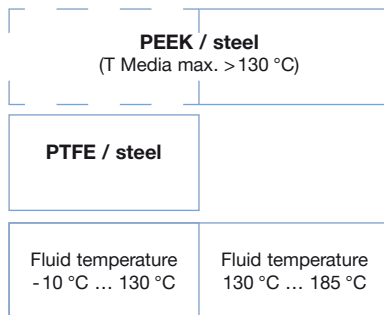 PEEK / steel
(T Media max. > 130 °C)
PTFE / steel
Fluid temperature
-10 °C … 130 °C
Fluid temperature
130 °C … 185 °C